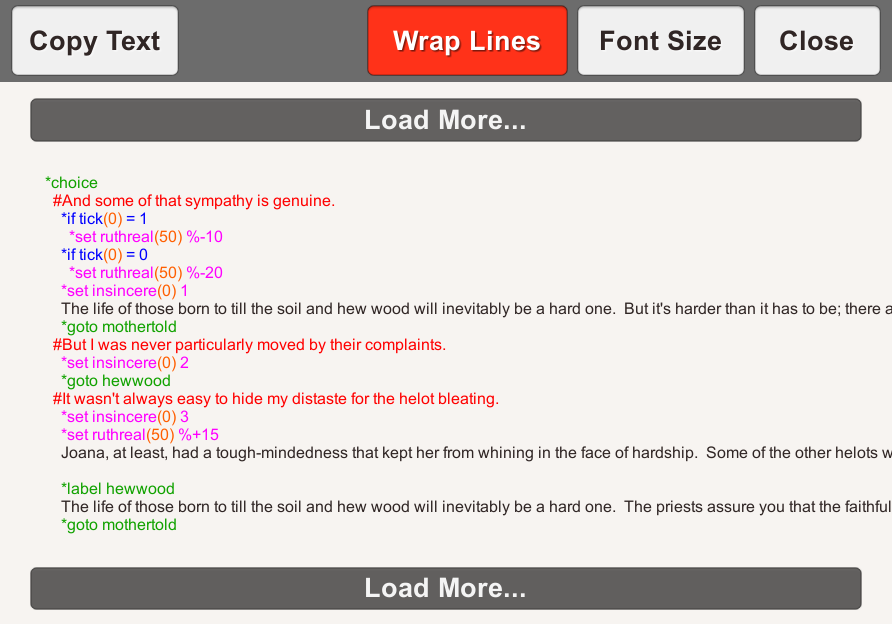 Copy Text
Wrap Lines
Font Size
Close
Load More...
*choice
#And some of that sympathy is genuine.
*if tick(0) = 1
*set ruthreal(50) %-10
*if tick(0) = 0
*set ruthreal(50) %-20
*set insincere(0) 1
The life of those born to till the soil and hew wood will inevitably be a hard one.  But it's harder than it has to be; there a
*goto mothertold
#But I was never particularly moved by their complaints.
*set insincere(0) 2
*goto hewwood
#It wasn't always easy to hide my distaste for the helot bleating.
*set insincere(0) 3
*set ruthreal(50) %+15
Joana, at least, had a tough-mindedness that kept her from whining in the face of hardship.  Some of the other helots w
*label hewwood
The life of those born to till the soil and hew wood will inevitably be a hard one.  The priests assure you that the faithful
*goto mothertold
Load More...